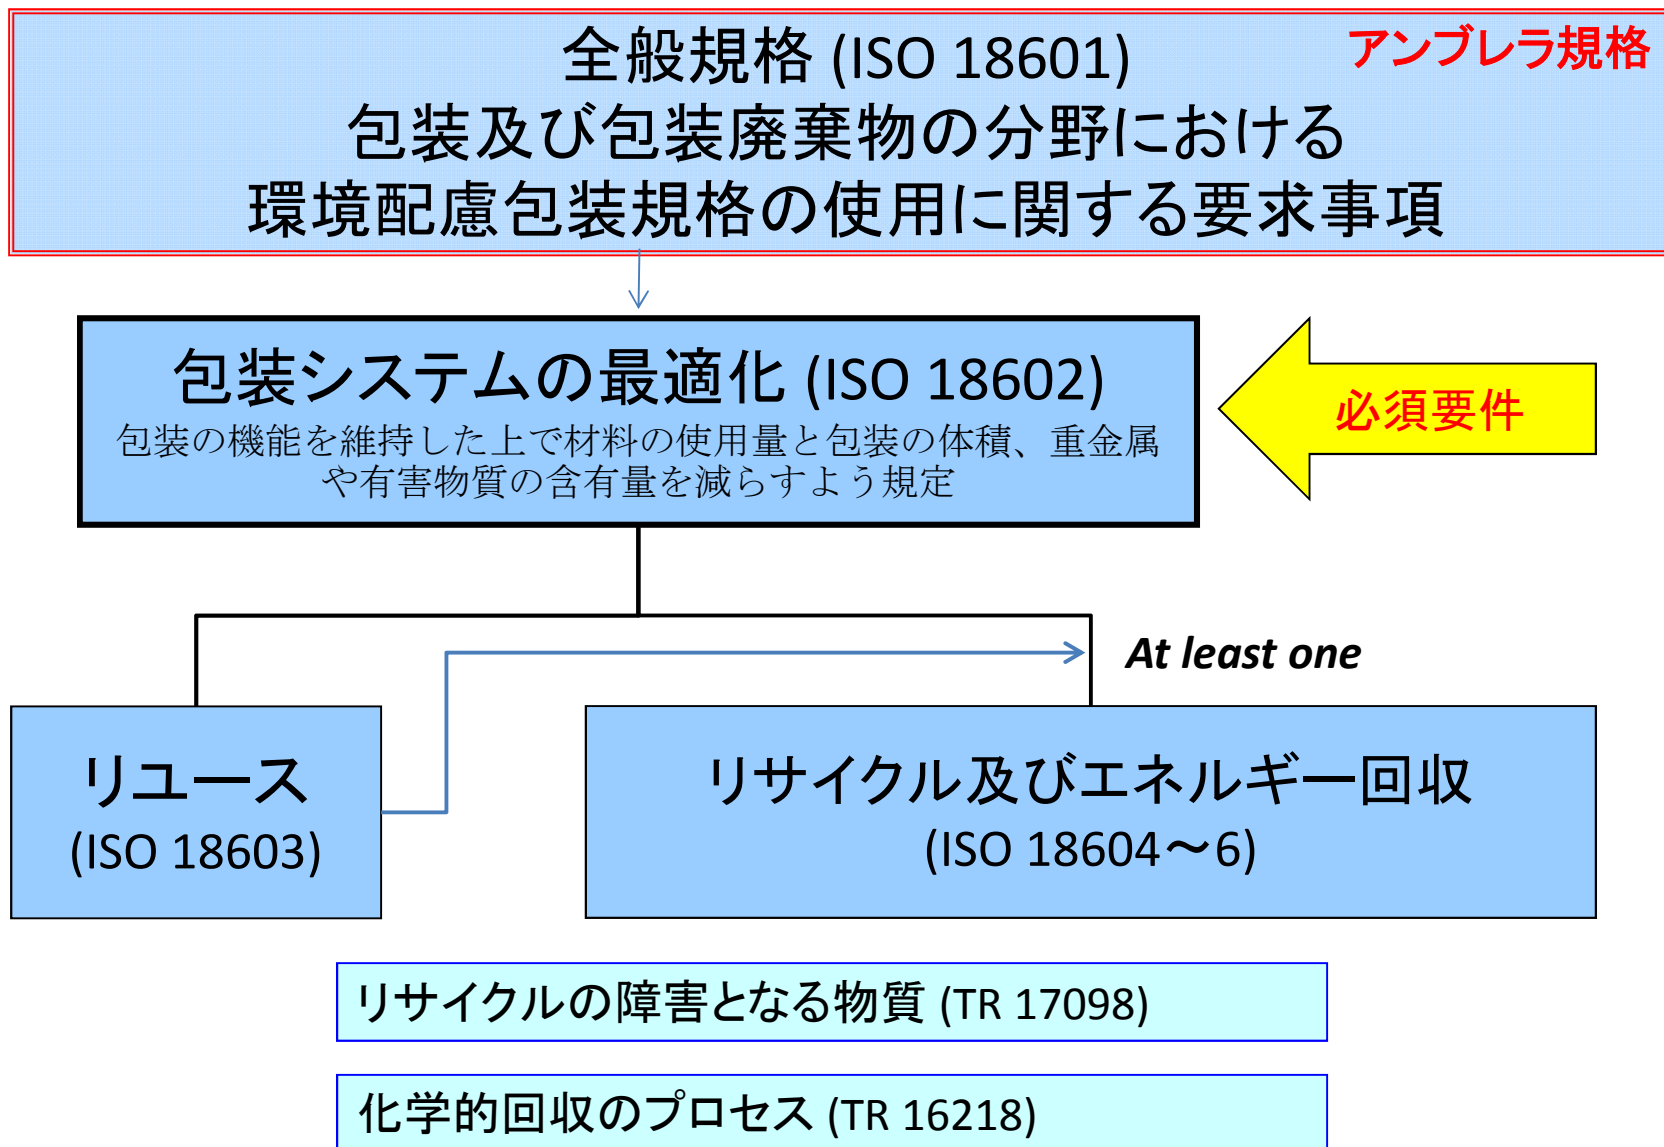 全般規格 (ISO 18601)
アンブレラ規格
包装及び包装廃棄物の分野における
環境配慮包装規格の使用に関する要求事項
包装システムの最適化 (ISO 18602)
包装の機能を維持した上で材料の使用量と包装の体積、重金属
や有害物質の含有量を減らすよう規定
必須要件
At least one
リユース
(ISO 18603)
リサイクル及びエネルギー回収
(ISO 18604～6)
リサイクルの障害となる物質 (TR 17098)
化学的回収のプロセス (TR 16218)